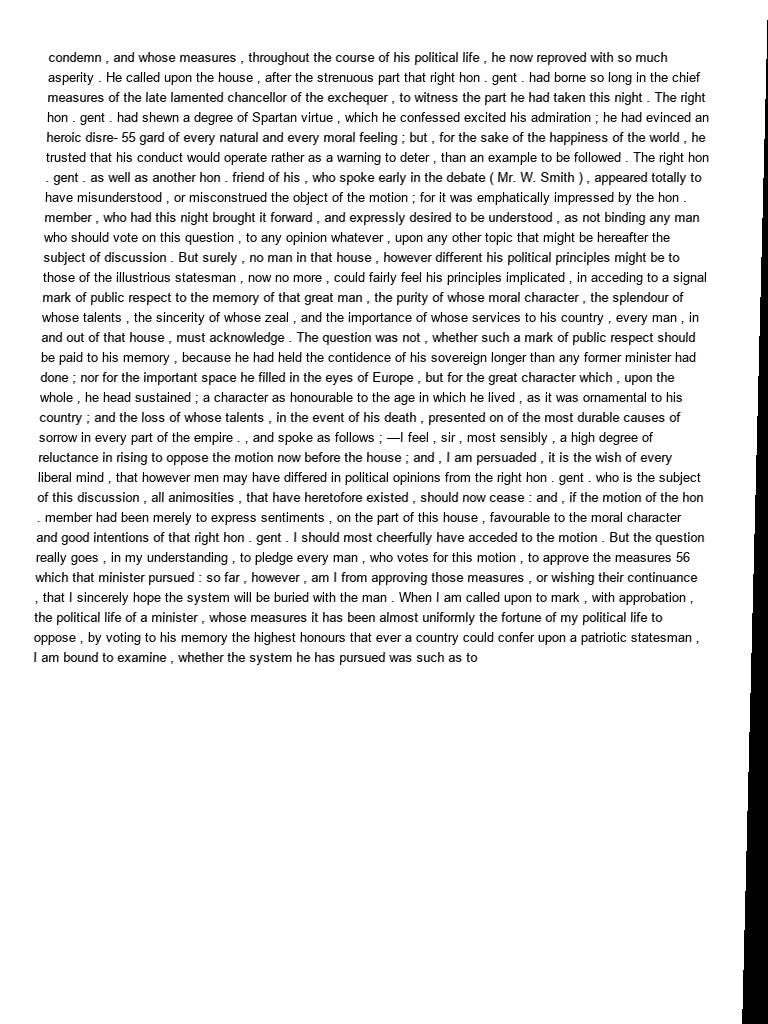 condemn , and whose measures , throughout the course of his political life , he now reproved with so much
asperity . He called upon the house , after the strenuous part that right hon . gent . had borne so long in the chief
measures of the late lamented chancellor of the exchequer , to witness the part he had taken this night . The right
hon . gent . had shewn a degree of Spartan virtue , which he confessed excited his admiration ; he had evinced an
heroic disre- 55 gard of every natural and every moral feeling ; but , for the sake of the happiness of the world , he
trusted that his conduct would operate rather as a warning to deter , than an example to be followed . The right hon
. gent . as well as another hon . friend of his , who spoke early in the debate ( Mr. W. Smith ) , appeared totally to
have misunderstood , or misconstrued the object of the motion ; for it was emphatically impressed by the hon .
member , who had this night brought it forward , and expressly desired to be understood , as not binding any man
who should vote on this question , to any opinion whatever , upon any other topic that might be hereafter the
subject of discussion . But surely , no man in that house , however different his political principles might be to
those of the illustrious statesman , now no more , could fairly feel his principles implicated , in acceding to a signal
mark of public respect to the memory of that great man , the purity of whose moral character , the splendour of
whose talents , the sincerity of whose zeal , and the importance of whose services to his country , every man , in
and out of that house , must acknowledge . The question was not , whether such a mark of public respect should
be paid to his memory , because he had held the contidence of his sovereign longer than any former minister had
done ; nor for the important space he filled in the eyes of Europe , but for the great character which , upon the
whole , he head sustained ; a character as honourable to the age in which he lived , as it was ornamental to his
country ; and the loss of whose talents , in the event of his death , presented on of the most durable causes of
sorrow in every part of the empire . , and spoke as follows ; —I feel , sir , most sensibly , a high degree of
reluctance in rising to oppose the motion now before the house ; and , I am persuaded , it is the wish of every
liberal mind , that however men may have differed in political opinions from the right hon . gent . who is the subject
of this discussion , all animosities , that have heretofore existed , should now cease : and , if the motion of the hon
. member had been merely to express sentiments , on the part of this house , favourable to the moral character
and good intentions of that right hon . gent . I should most cheerfully have acceded to the motion . But the question
really goes , in my understanding , to pledge every man , who votes for this motion , to approve the measures 56
which that minister pursued : so far , however , am I from approving those measures , or wishing their continuance
, that I sincerely hope the system will be buried with the man . When I am called upon to mark , with approbation ,
the political life of a minister , whose measures it has been almost uniformly the fortune of my political life to
oppose , by voting to his memory the highest honours that ever a country could confer upon a patriotic statesman ,
I am bound to examine , whether the system he has pursued was such as to